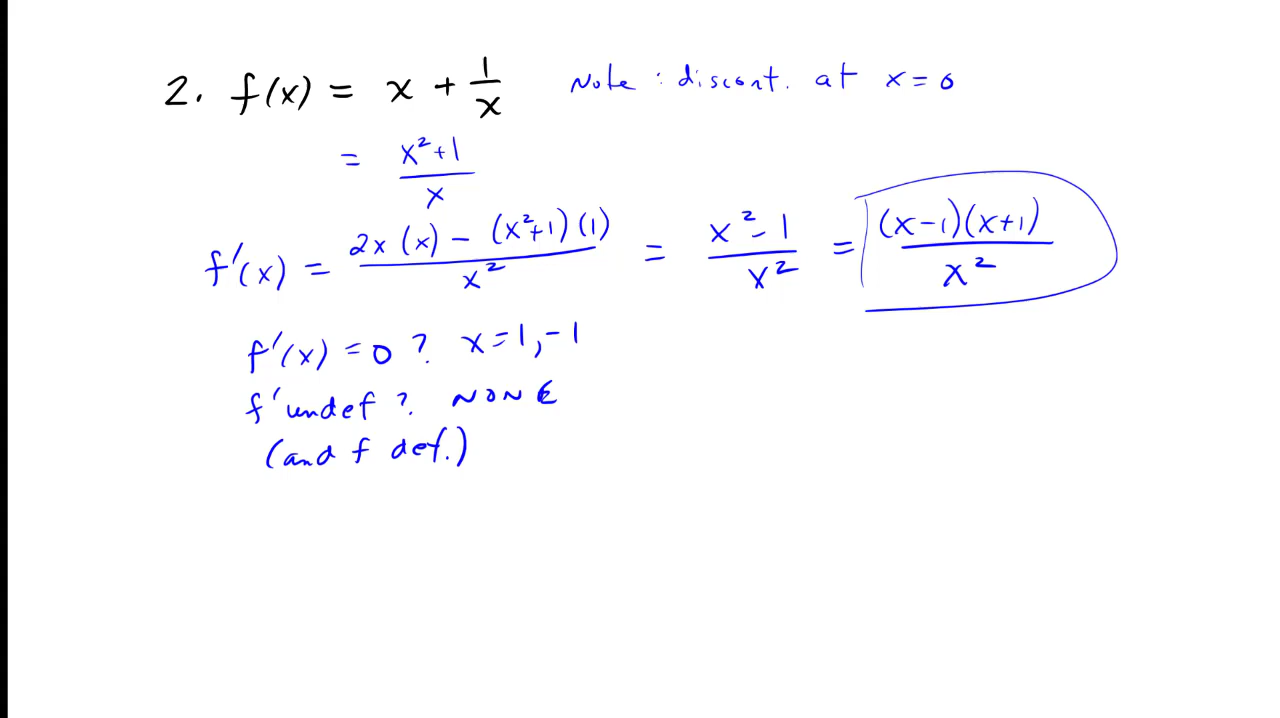 2. f(x) = x + 1/x Note : discont. at x = 0
= (x²+1)/x
f'(x) = (2x (x) − (x²+1)(1))/x² = (x²−1)/x² = ((x−1)(x+1))/x²
f'(x) = 0 ? x = 1, −1
f' undef ? NONE
(and f def.)